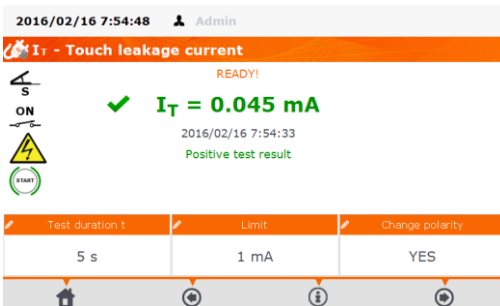 2016/02/16 7:54:48 Admin
IT - Touch leakage current
READY!
S
ON
IT = 0.045 mA
2016/02/16 7:54:33
Positive test result
START
Test duration t Limit Change polarity
5 s 1 mA YES